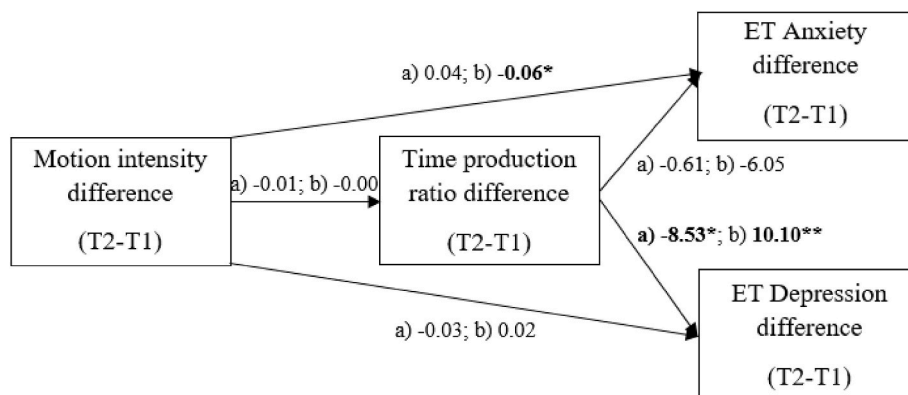 ET Anxiety
difference
(T2-T1)
a) 0.04; b) -0.06*
Motion intensity
difference
(T2-T1)
a) -0.01; b) -0.00
Time production
ratio difference
(T2-T1)
a) -0.61; b) -6.05
a) -8.53*; b) 10.10**
a) -0.03; b) 0.02
ET Depression
difference
(T2-T1)